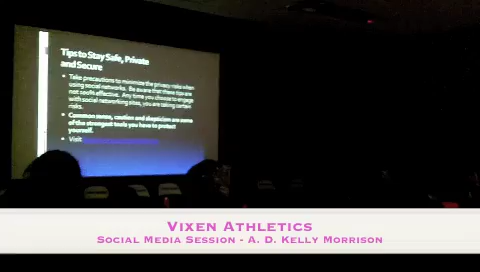 Tips to Stay Safe, Private
and Secure
Take precautions to minimize the privacy risks when
using social networks. Be aware that these tips are
not 100% effective. Any time you choose to engage
with social networking sites, you are taking certain
risks.
Common sense, caution and skepticism are some
of the strongest tools you have to protect
yourself.
Visit
VIXEN ATHLETICS
SOCIAL MEDIA SESSION - A. D. KELLY MORRISON